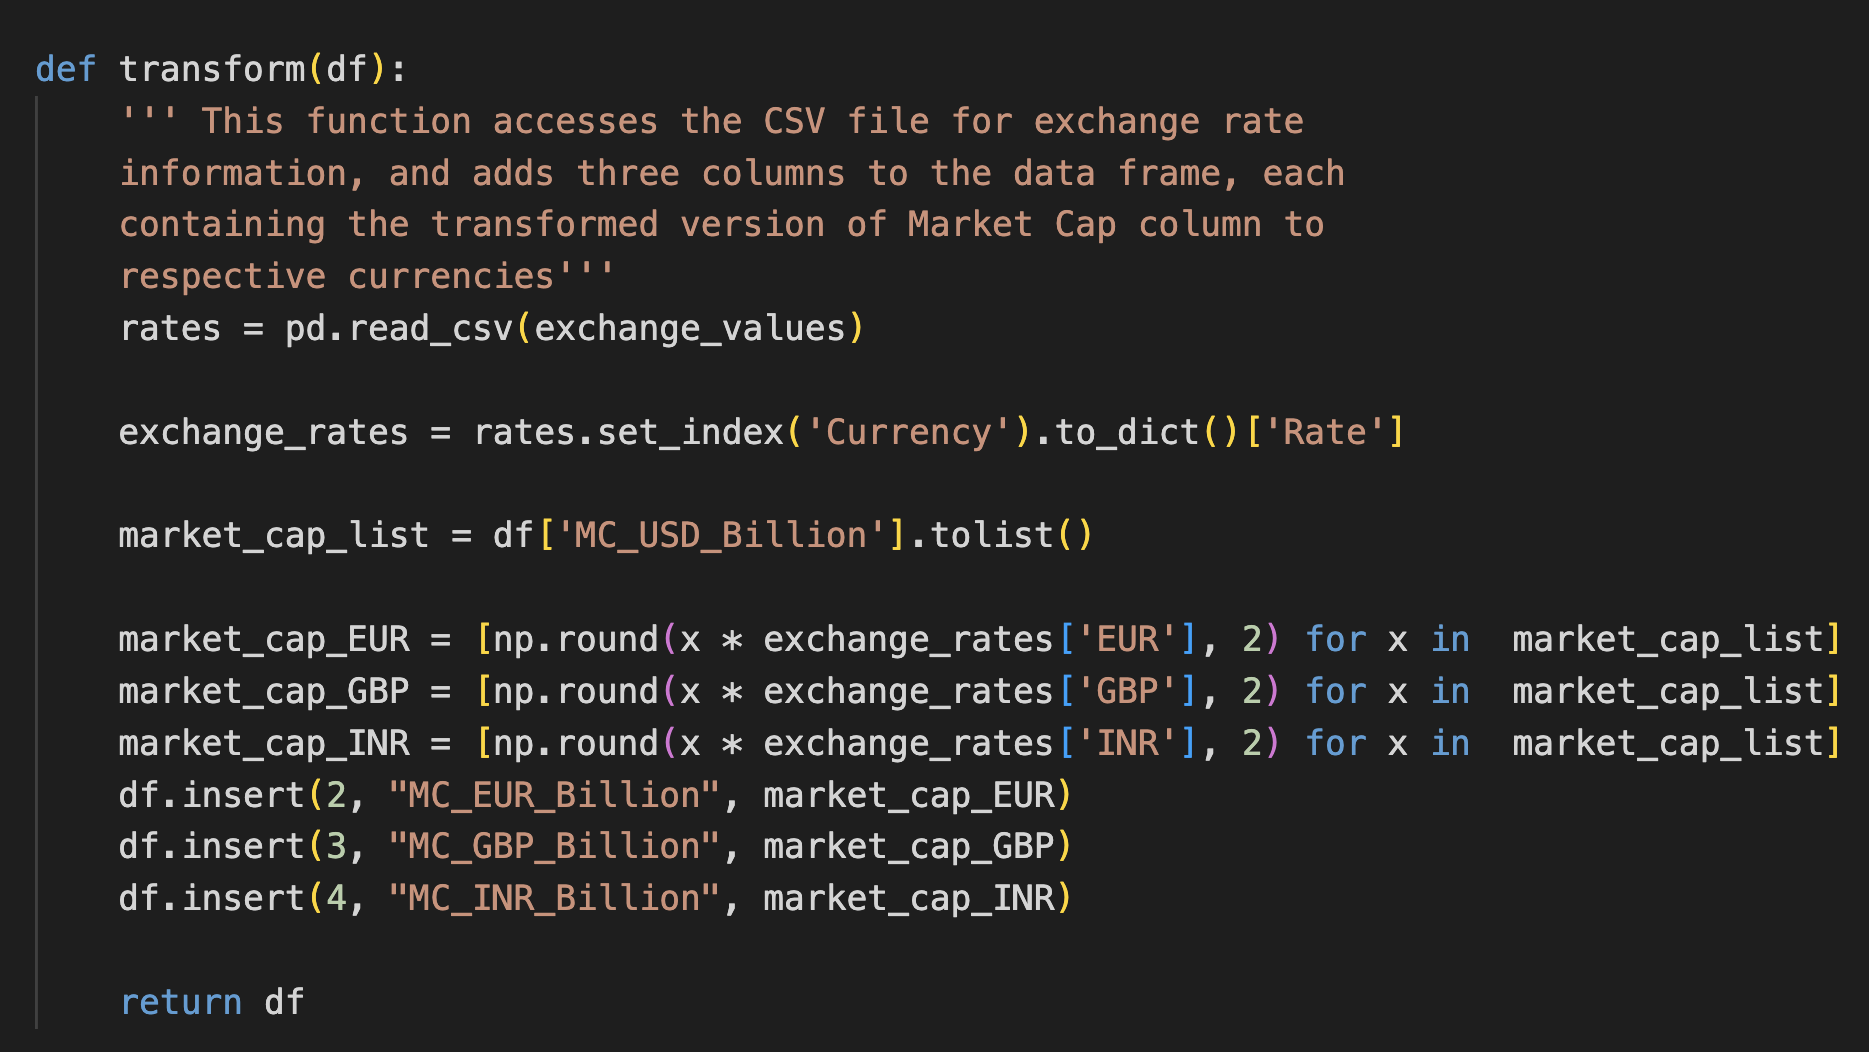 def transform(df):
    ''' This function accesses the CSV file for exchange rate
    information, and adds three columns to the data frame, each
    containing the transformed version of Market Cap column to
    respective currencies'''
    rates = pd.read_csv(exchange_values)

    exchange_rates = rates.set_index('Currency').to_dict()['Rate']

    market_cap_list = df['MC_USD_Billion'].tolist()

    market_cap_EUR = [np.round(x * exchange_rates['EUR'], 2) for x in  market_cap_list]
    market_cap_GBP = [np.round(x * exchange_rates['GBP'], 2) for x in  market_cap_list]
    market_cap_INR = [np.round(x * exchange_rates['INR'], 2) for x in  market_cap_list]
    df.insert(2, "MC_EUR_Billion", market_cap_EUR)
    df.insert(3, "MC_GBP_Billion", market_cap_GBP)
    df.insert(4, "MC_INR_Billion", market_cap_INR)

    return df